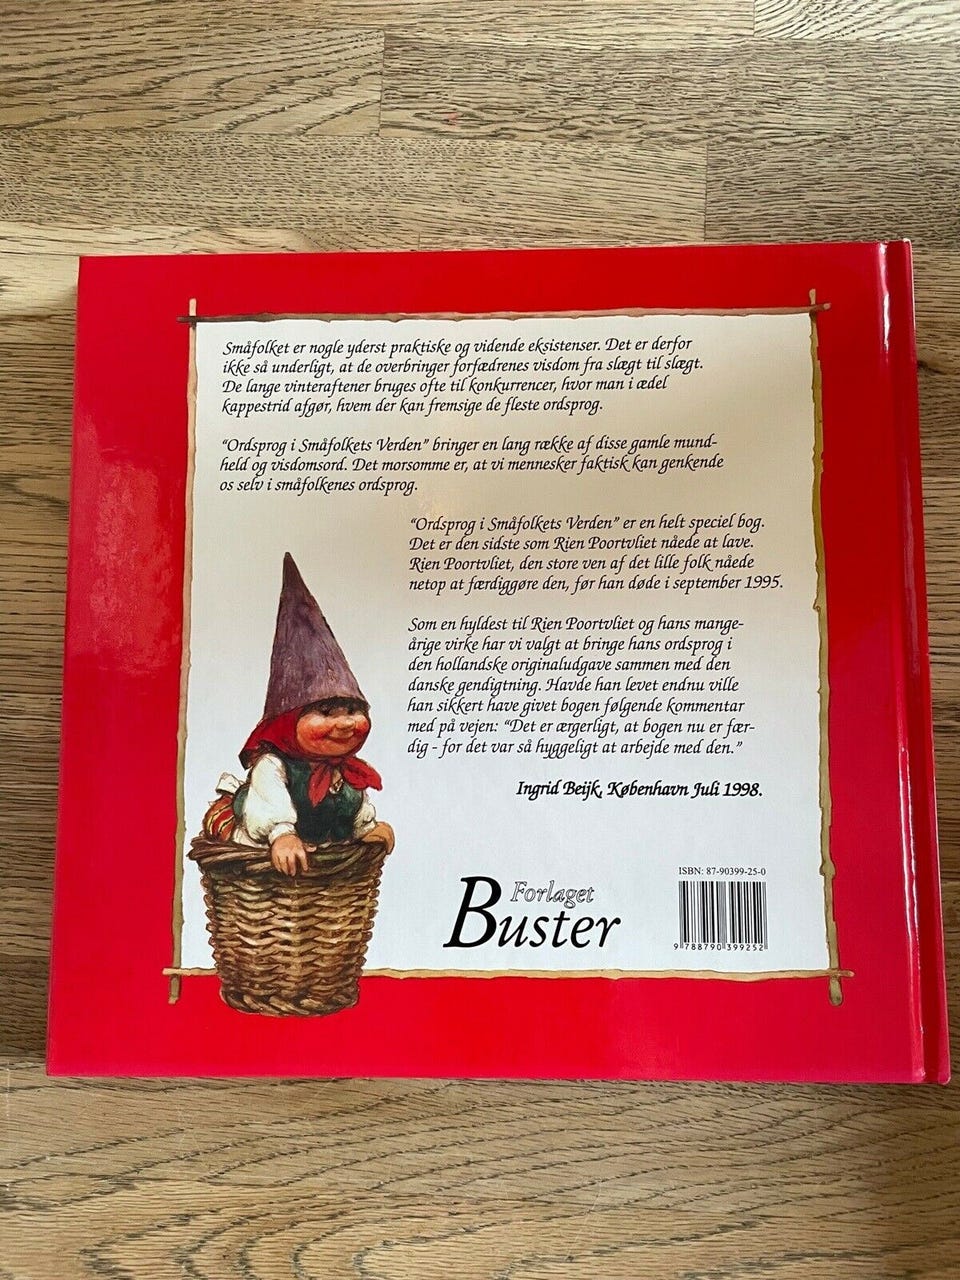 Småfolket er nogle yderst praktiske og vidende eksistenser. Det er derfor
ikke så underligt, at de overbringer forfædrenes visdom fra slægt til slægt.
De lange vinteraftener bruges ofte til konkurrencer, hvor man i ædel
kappestrid afgør, hvem der kan fremsige de fleste ordsprog.
“Ordsprog i Småfolkets Verden” bringer en lang række af disse gamle mund-
held og visdomsord. Det morsomme er, at vi mennesker faktisk kan genkende
os selv i småfolkenes ordsprog.
“Ordsprog i Småfolkets Verden” er en helt speciel bog.
Det er den sidste som Rien Poortvliet nåede at lave.
Rien Poortvliet, den store ven af det lille folk nåede
netop at færdiggøre den, før han døde i september 1995.
Som en hyldest til Rien Poortvliet og hans mange-
årige virke har vi valgt at bringe hans ordsprog i
den hollandske originaludgave sammen med den
danske gendigtning. Havde han levet endnu ville
han sikkert have givet bogen følgende kommentar
med på vejen: “Det er ærgerligt, at bogen nu er fær-
dig - for det var så hyggeligt at arbejde med den.”
Ingrid Beijk, København Juli 1998.
Forlaget
Buster
ISBN: 87-90399-25-0
9 788790 399252